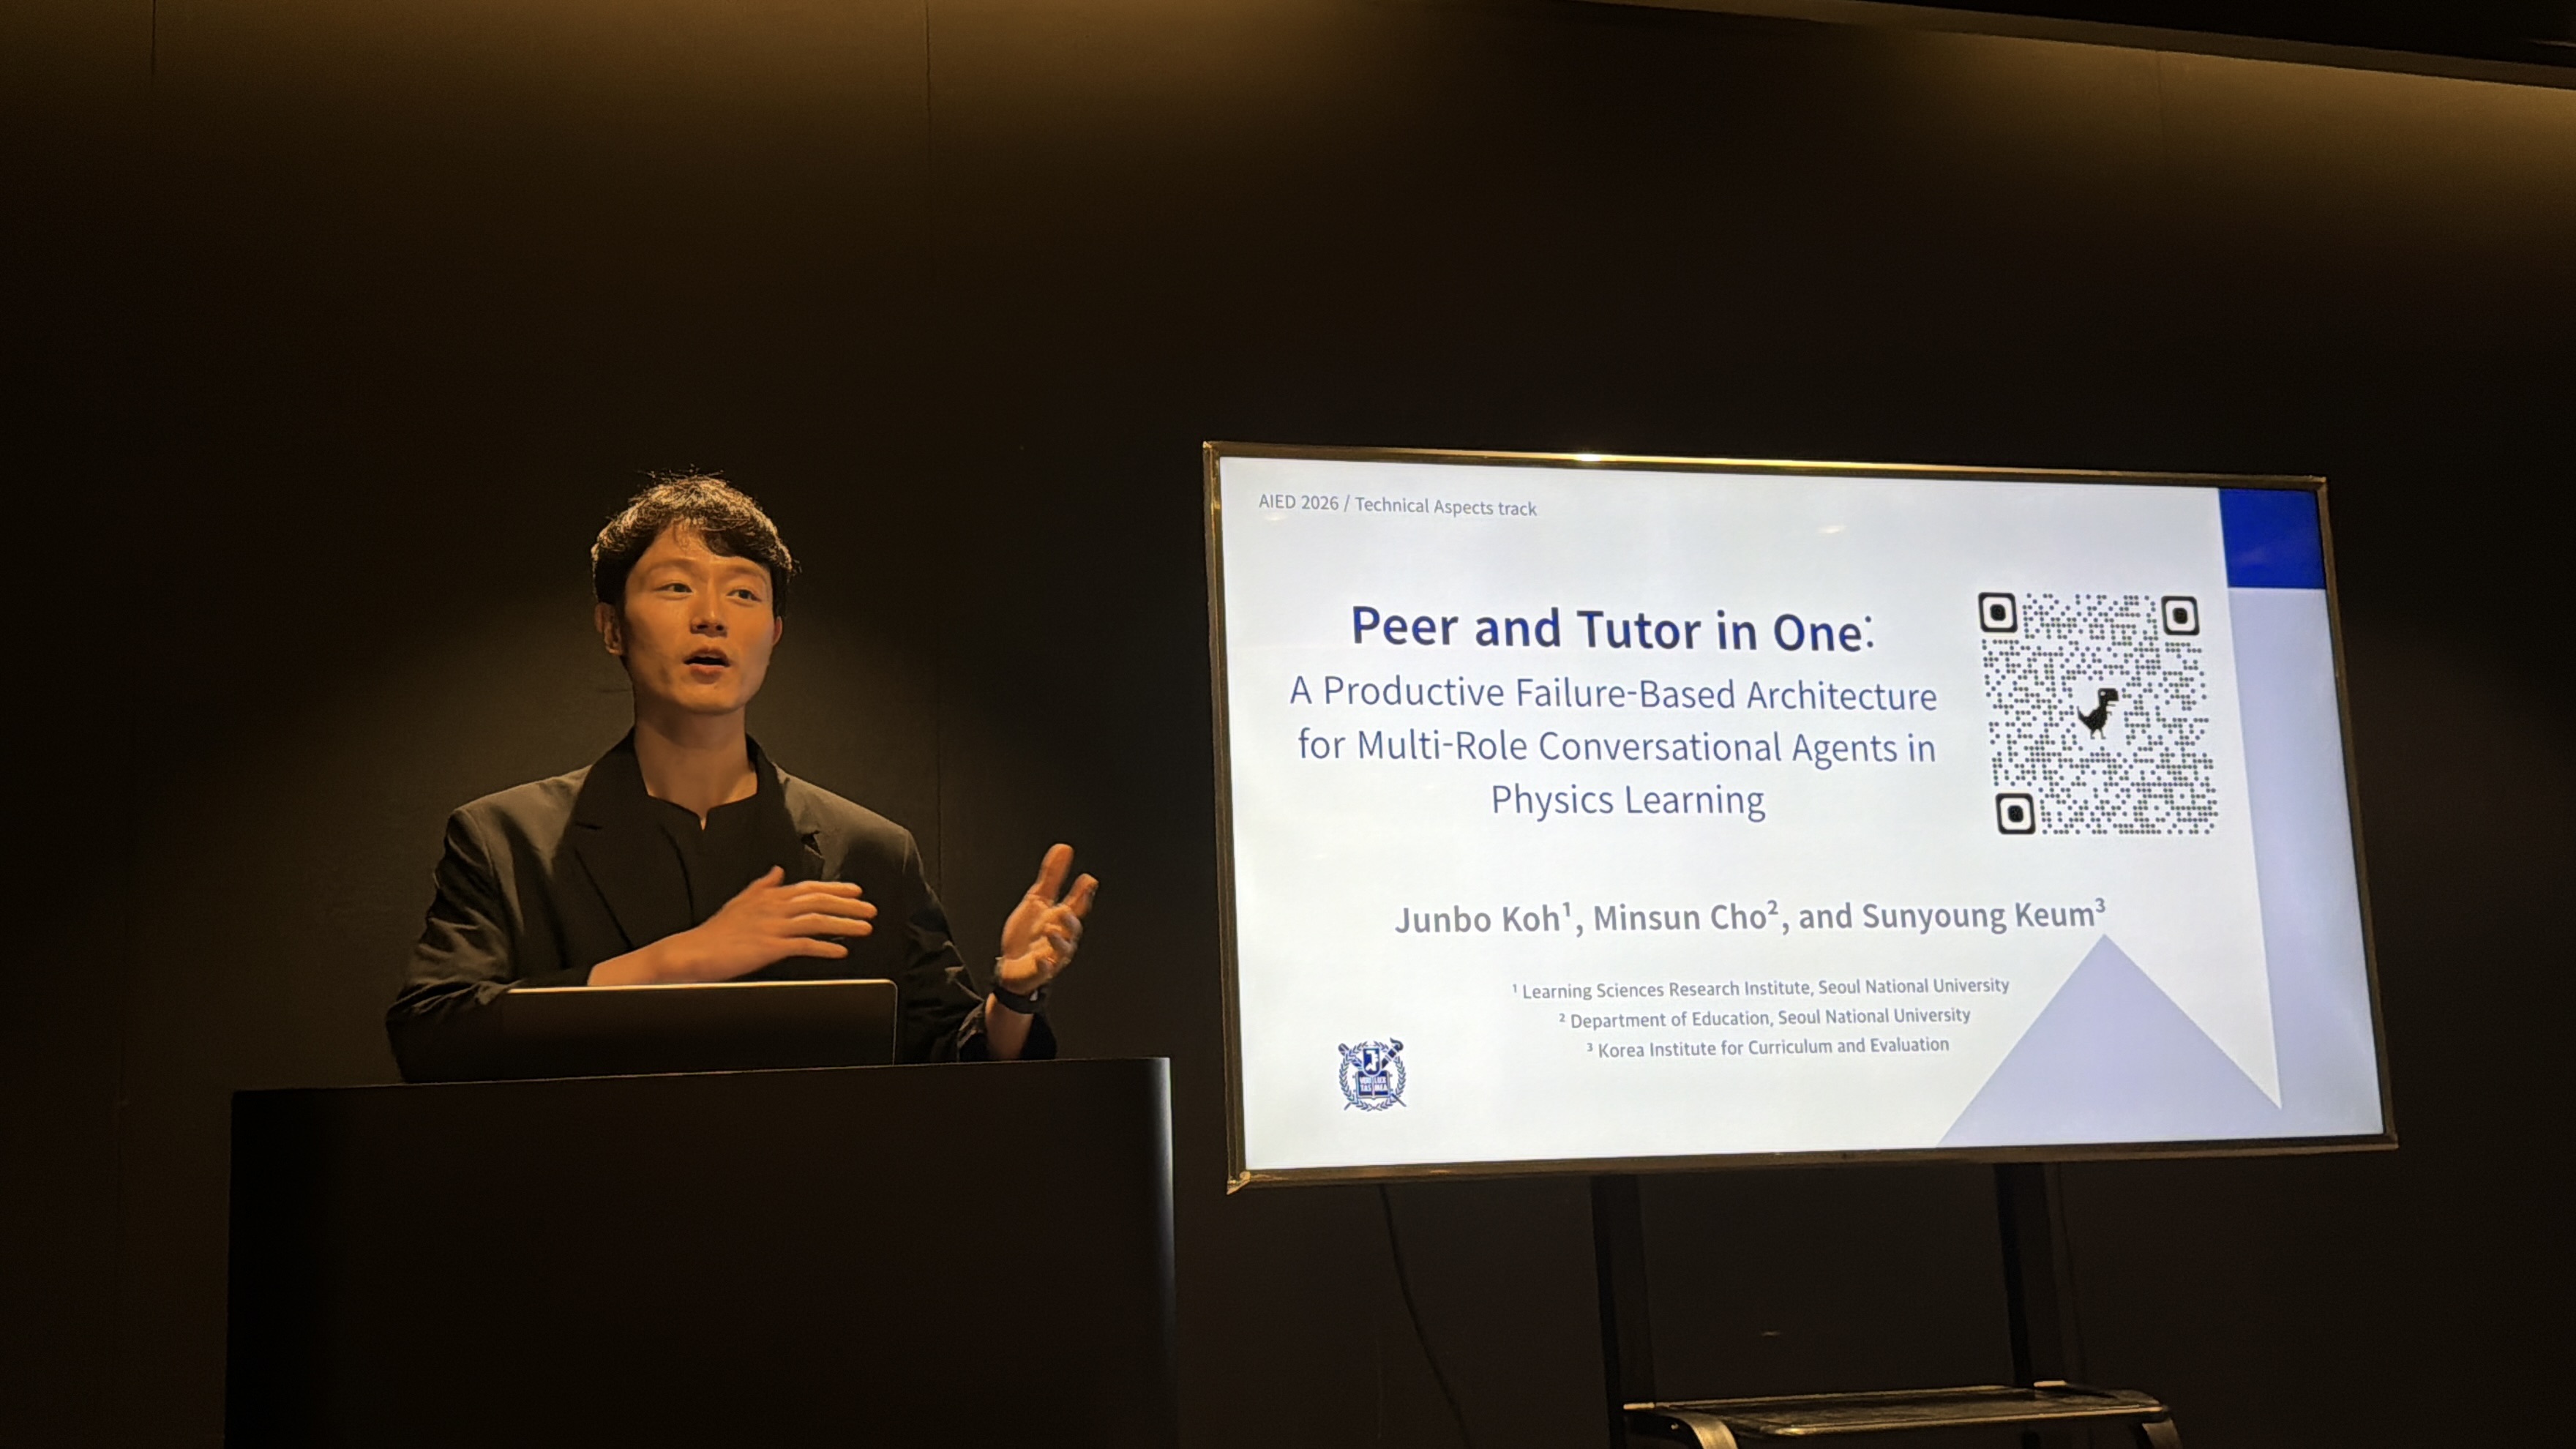 AIED 2026 / Technical Aspects track
Peer and Tutor in One:
A Productive Failure-Based Architecture
for Multi-Role Conversational Agents in
Physics Learning
Junbo Koh¹, Minsun Cho², and Sunyoung Keum³
¹ Learning Sciences Research Institute, Seoul National University
² Department of Education, Seoul National University
³ Korea Institute for Curriculum and Evaluation